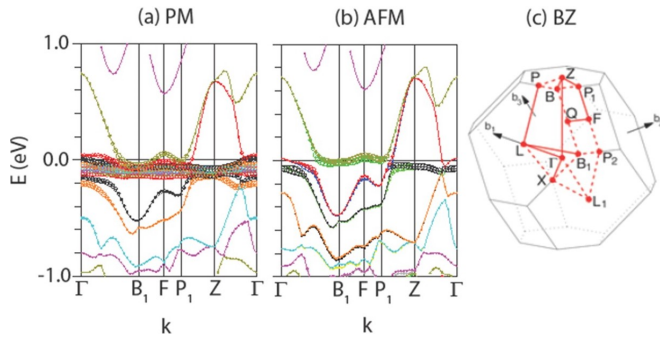 (a) PM
(b) AFM
(c) BZ
E (eV)
1.0
0.0
-1.0
Γ B₁ F P₁ Z Γ
k
Γ B₁ F P₁ Z Γ
k
Z
P
B
P₁
b₃
Q
F
b₁
L
Γ
B₁
P₂
X
L₁